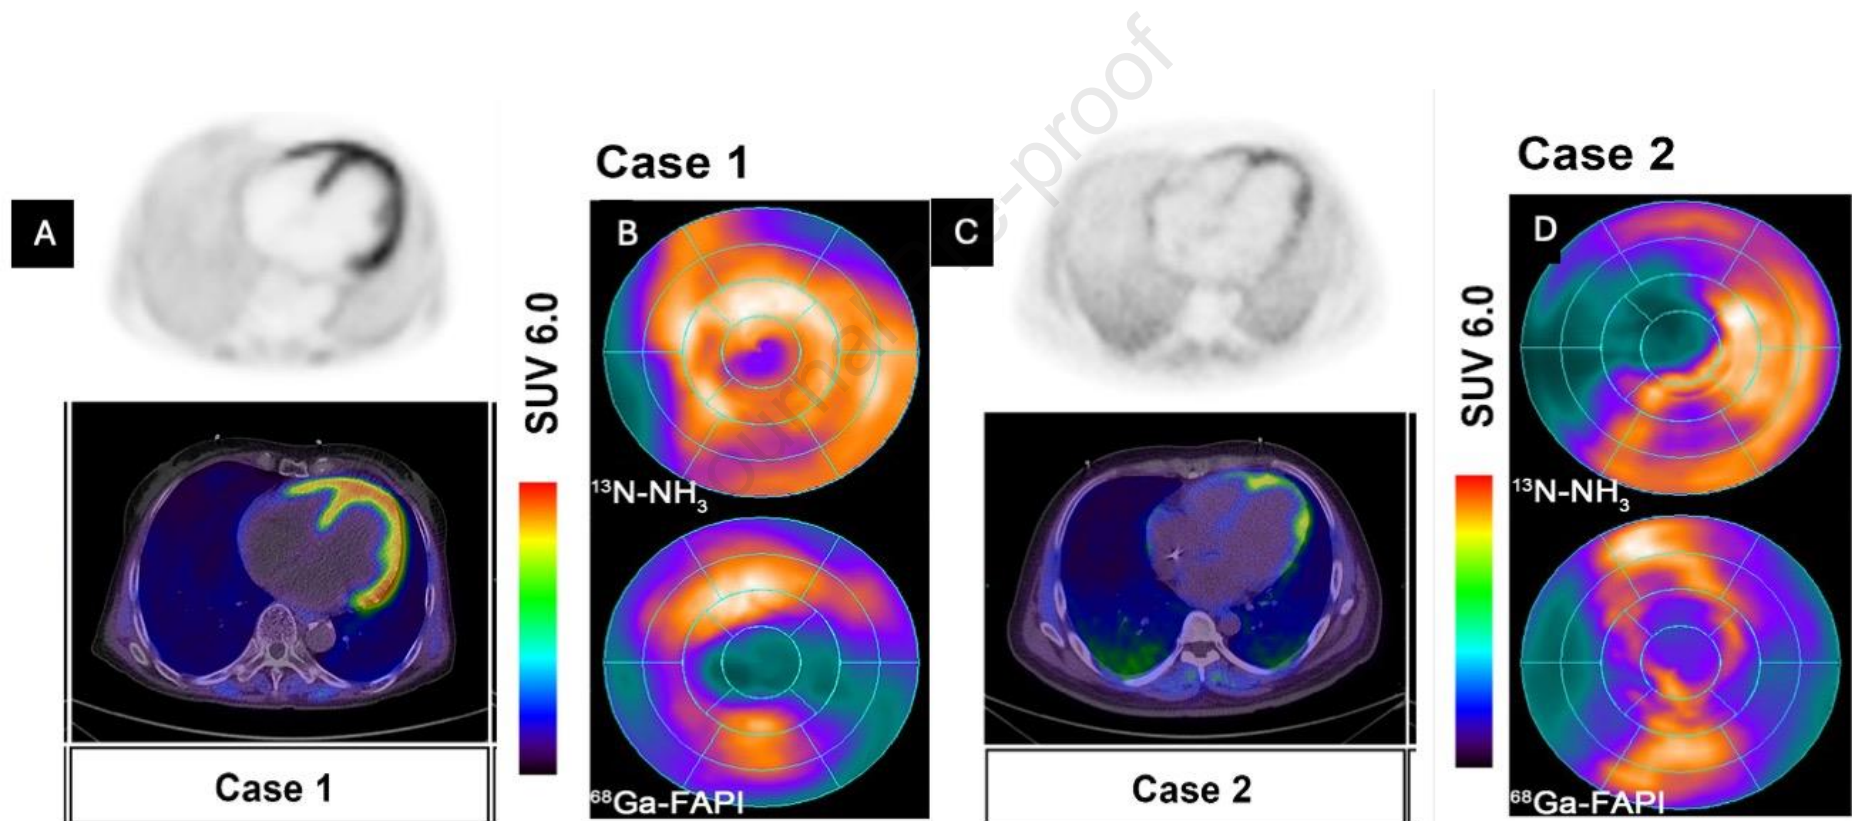 A
Case 1
SUV 6.0
Case 1
B
¹³N-NH₃
⁶⁸Ga-FAPI
C
Case 2
SUV 6.0
Case 2
D
¹³N-NH₃
⁶⁸Ga-FAPI